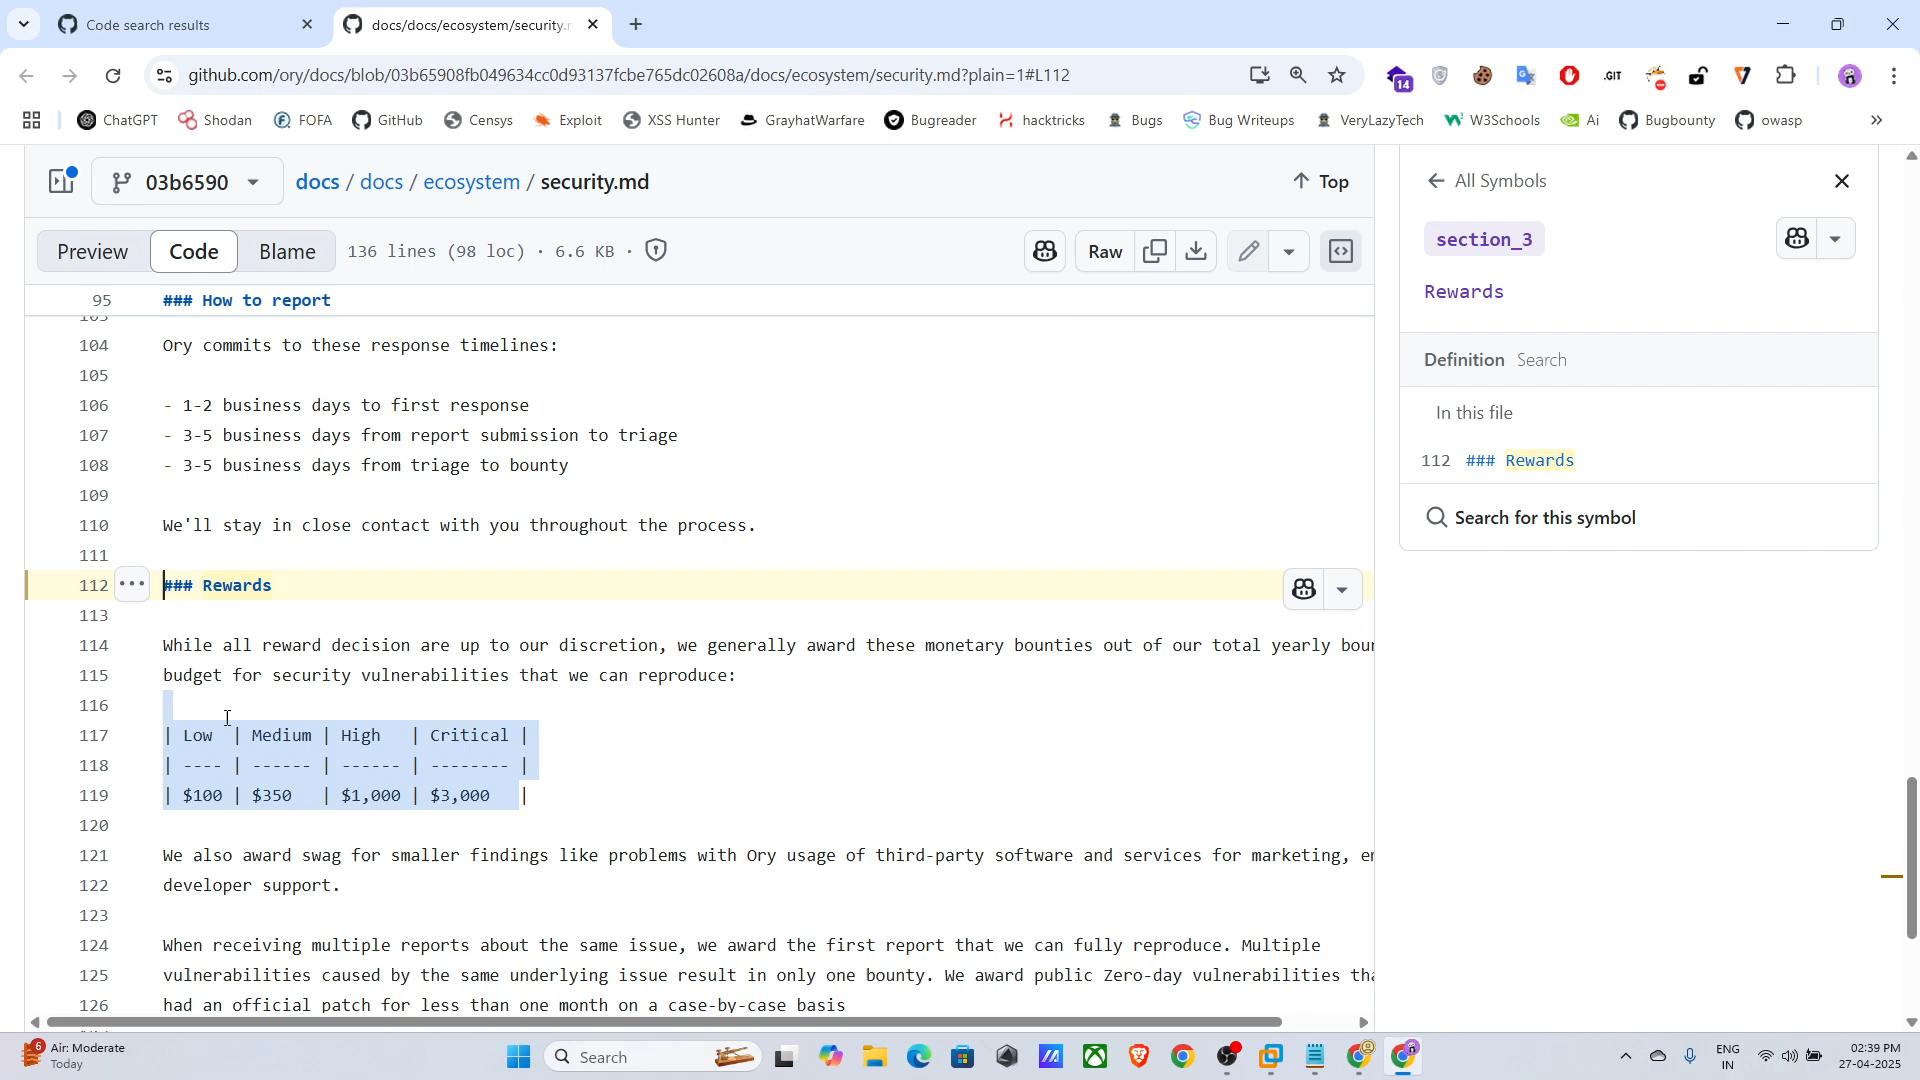 Code search results
docs/docs/ecosystem/security.
github.com/ory/docs/blob/03b65908fb049634cc0d93137fcbe765dc02608a/docs/ecosystem/security.md?plain=1#L112
14
.GIT
ChatGPT Shodan FOFA GitHub Censys Exploit XSS Hunter GrayhatWarfare Bugreader hacktricks Bugs Bug Writeups VeryLazyTech W3Schools Ai Bugbounty owasp »
03b6590 docs / docs / ecosystem / security.md Top
Preview Code Blame 136 lines (98 loc) · 6.6 KB · Raw
95 ### How to report
103
104 Ory commits to these response timelines:
105
106 - 1-2 business days to first response
107 - 3-5 business days from report submission to triage
108 - 3-5 business days from triage to bounty
109
110 We'll stay in close contact with you throughout the process.
111
112 ### Rewards
113
114 While all reward decision are up to our discretion, we generally award these monetary bounties out of our total yearly
115 budget for security vulnerabilities that we can reproduce:
116
117 | Low | Medium | High | Critical |
118 | ---- | ------ | ------ | -------- |
119 | $100 | $350 | $1,000 | $3,000 |
120
121 We also award swag for smaller findings like problems with Ory usage of third-party software and services for marketing,
122 developer support.
123
124 When receiving multiple reports about the same issue, we award the first report that we can fully reproduce. Multiple
125 vulnerabilities caused by the same underlying issue result in only one bounty. We award public Zero-day vulnerabilities
126 had an official patch for less than one month on a case-by-case basis
All Symbols
section_3
Rewards
Definition Search
In this file
112 ### Rewards
Search for this symbol
6
Air: Moderate
Today
Search
ENG
IN
02:39 PM
27-04-2025